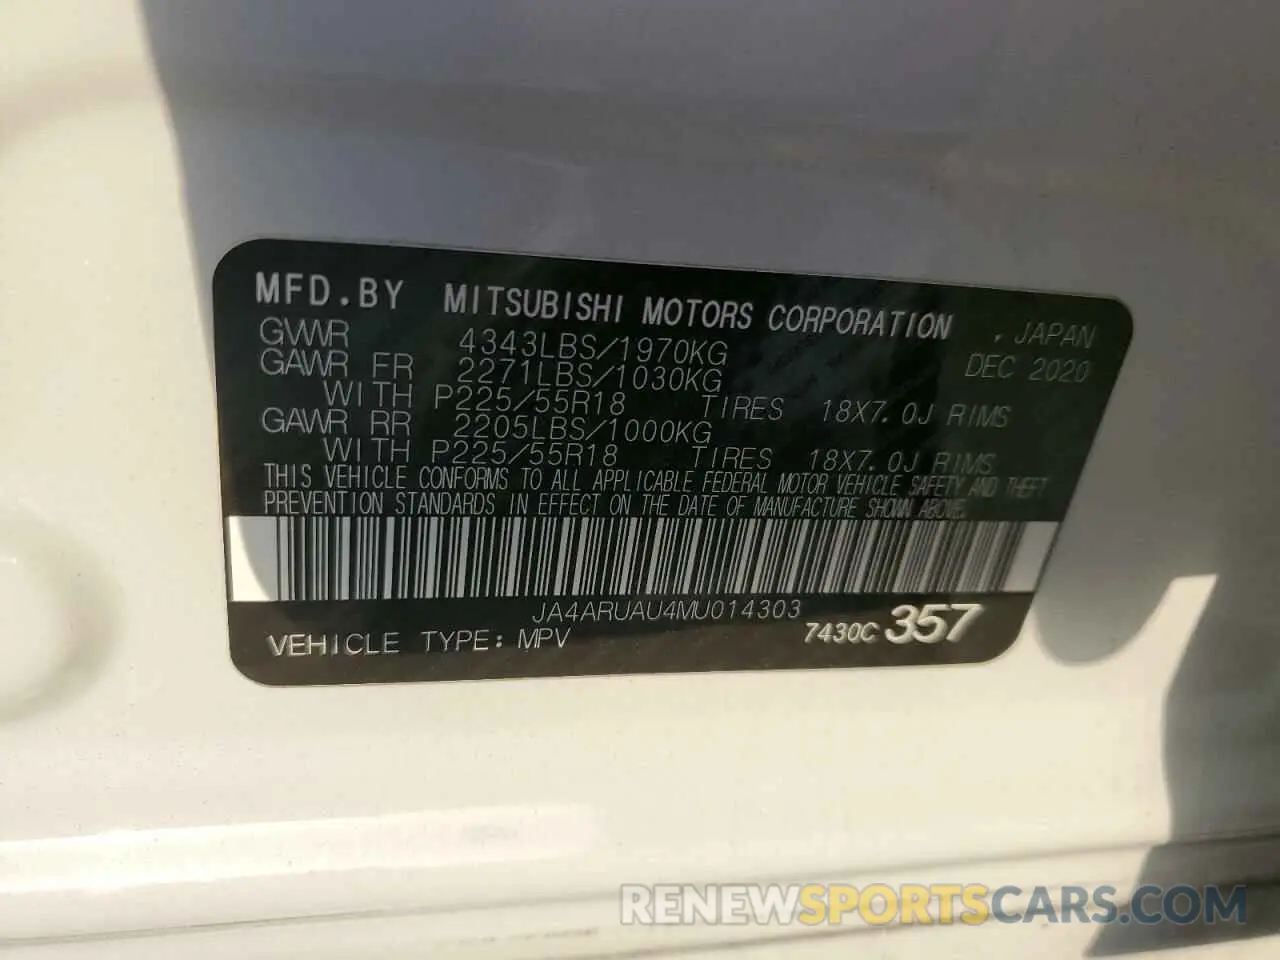 MFD.BY MITSUBISHI MOTORS CORPORATION , JAPAN
GVWR 4343LBS/1970KG DEC 2020
GAWR FR 2271LBS/1030KG
WITH P225/55R18 TIRES 18X7.0J RIMS
GAWR RR 2205LBS/1000KG
WITH P225/55R18 TIRES 18X7.0J RIMS
THIS VEHICLE CONFORMS TO ALL APPLICABLE FEDERAL MOTOR VEHICLE SAFETY AND THEFT
PREVENTION STANDARDS IN EFFECT ON THE DATE OF MANUFACTURE SHOWN ABOVE.
JA4ARUAU4MU014303
VEHICLE TYPE: MPV 7430C 357
RENEWSPORTSCARS.COM